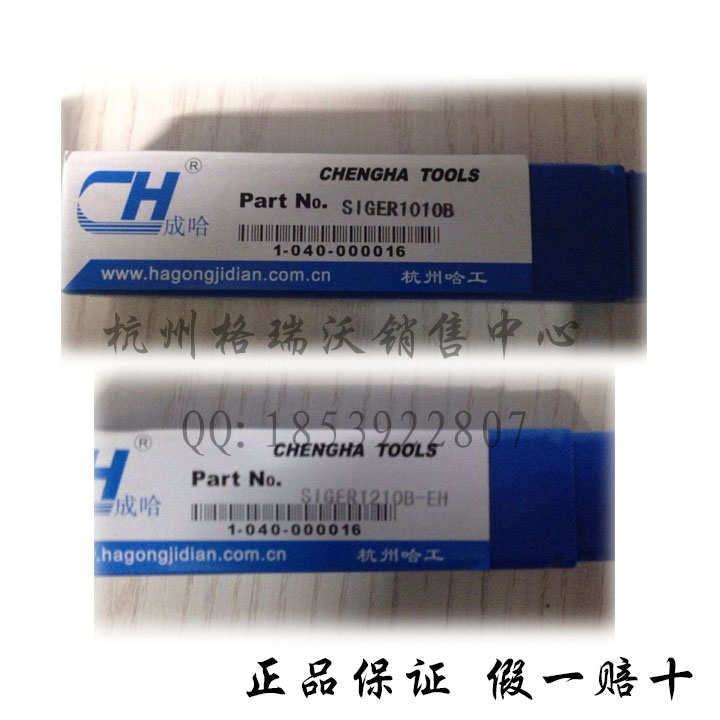 CH®
成哈
CHENGHA TOOLS
Part No. SIGER1010B
1-040-000016
www.hagongjidian.com.cn 杭州哈工
杭州格瑞沃销售中心
QQ: 1853922807
H®
成哈
CHENGHA TOOLS
Part No. SIGER1210B-EH
1-040-000016
.hagongjidian.com.cn 杭州哈工
正品保证 假一赔十